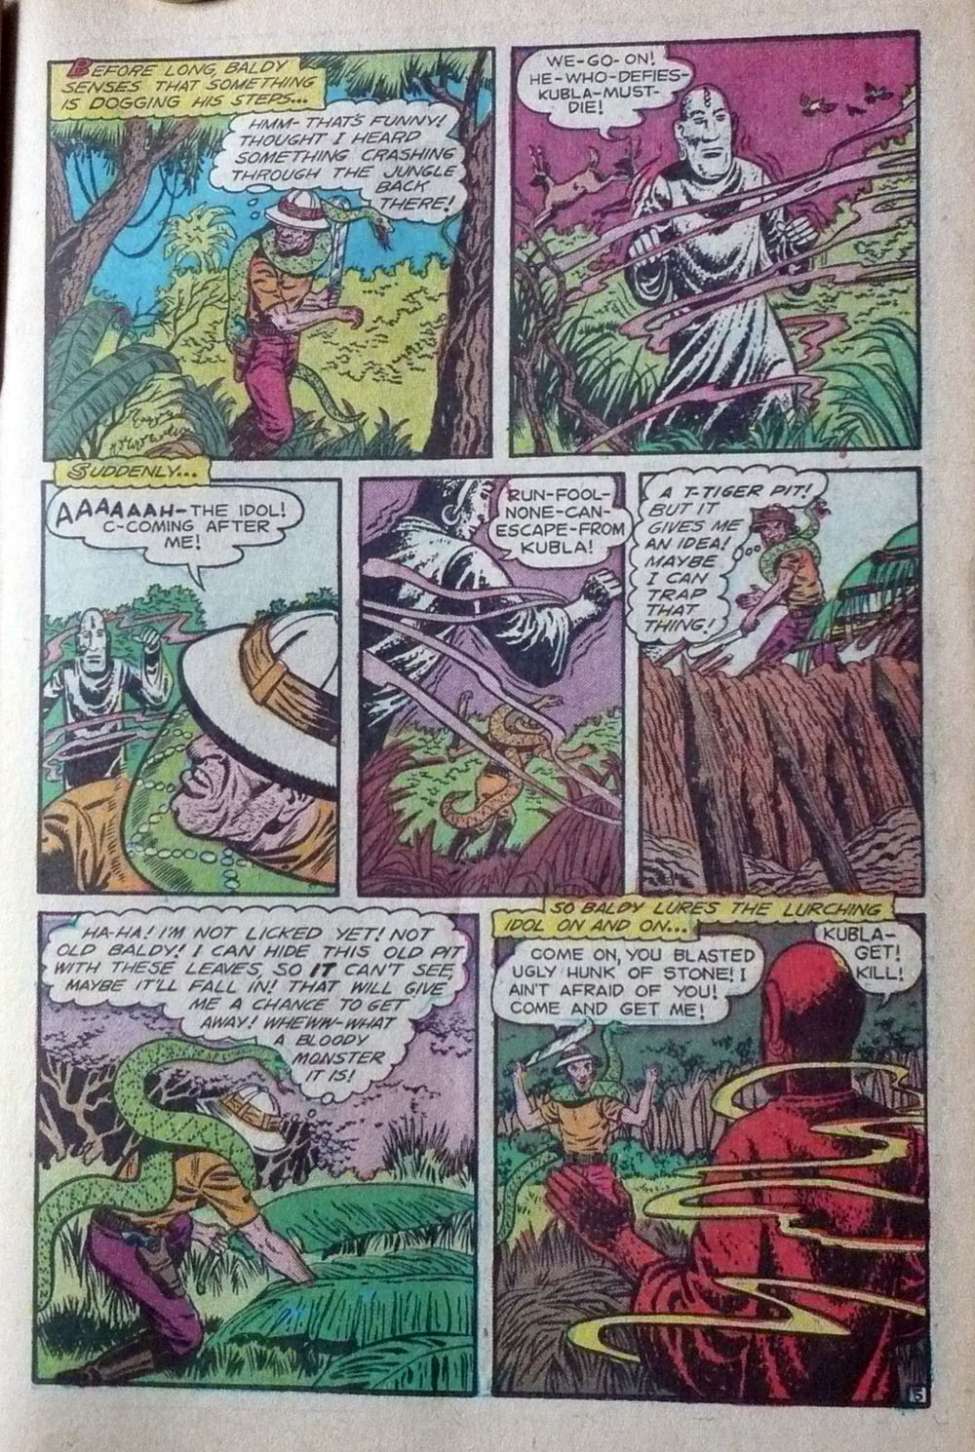 BEFORE LONG, BALDY
SENSES THAT SOMETHING
IS DOGGING HIS STEPS...
HMM-THAT'S FUNNY!
THOUGHT I HEARD
SOMETHING CRASHING
THROUGH THE JUNGLE
BACK
THERE!
WE-GO-ON!
HE-WHO-DEFIES-
KUBLA-MUST-
DIE!
SUDDENLY...
AAAAAAH-THE IDOL!
C-COMING AFTER
ME!
RUN-FOOL-
NONE-CAN-
ESCAPE-FROM
KUBLA!
A T-TIGER PIT!
BUT IT
GIVES ME
AN IDEA!
MAYBE
I CAN
TRAP
THAT
THING!
HA-HA! I'M NOT LICKED YET! NOT
OLD BALDY! I CAN HIDE THIS OLD PIT
WITH THESE LEAVES, SO IT CAN'T SEE,
MAYBE IT'LL FALL IN! THAT WILL GIVE
ME A CHANCE TO GET
AWAY! WHEWW-WHAT
A BLOODY
MONSTER
IT IS!
SO BALDY LURES THE LURCHING
IDOL ON AND ON...
COME ON, YOU BLASTED
UGLY HUNK OF STONE! I
AIN'T AFRAID OF YOU!
COME AND GET ME!
KUBLA-
GET!
KILL!
5